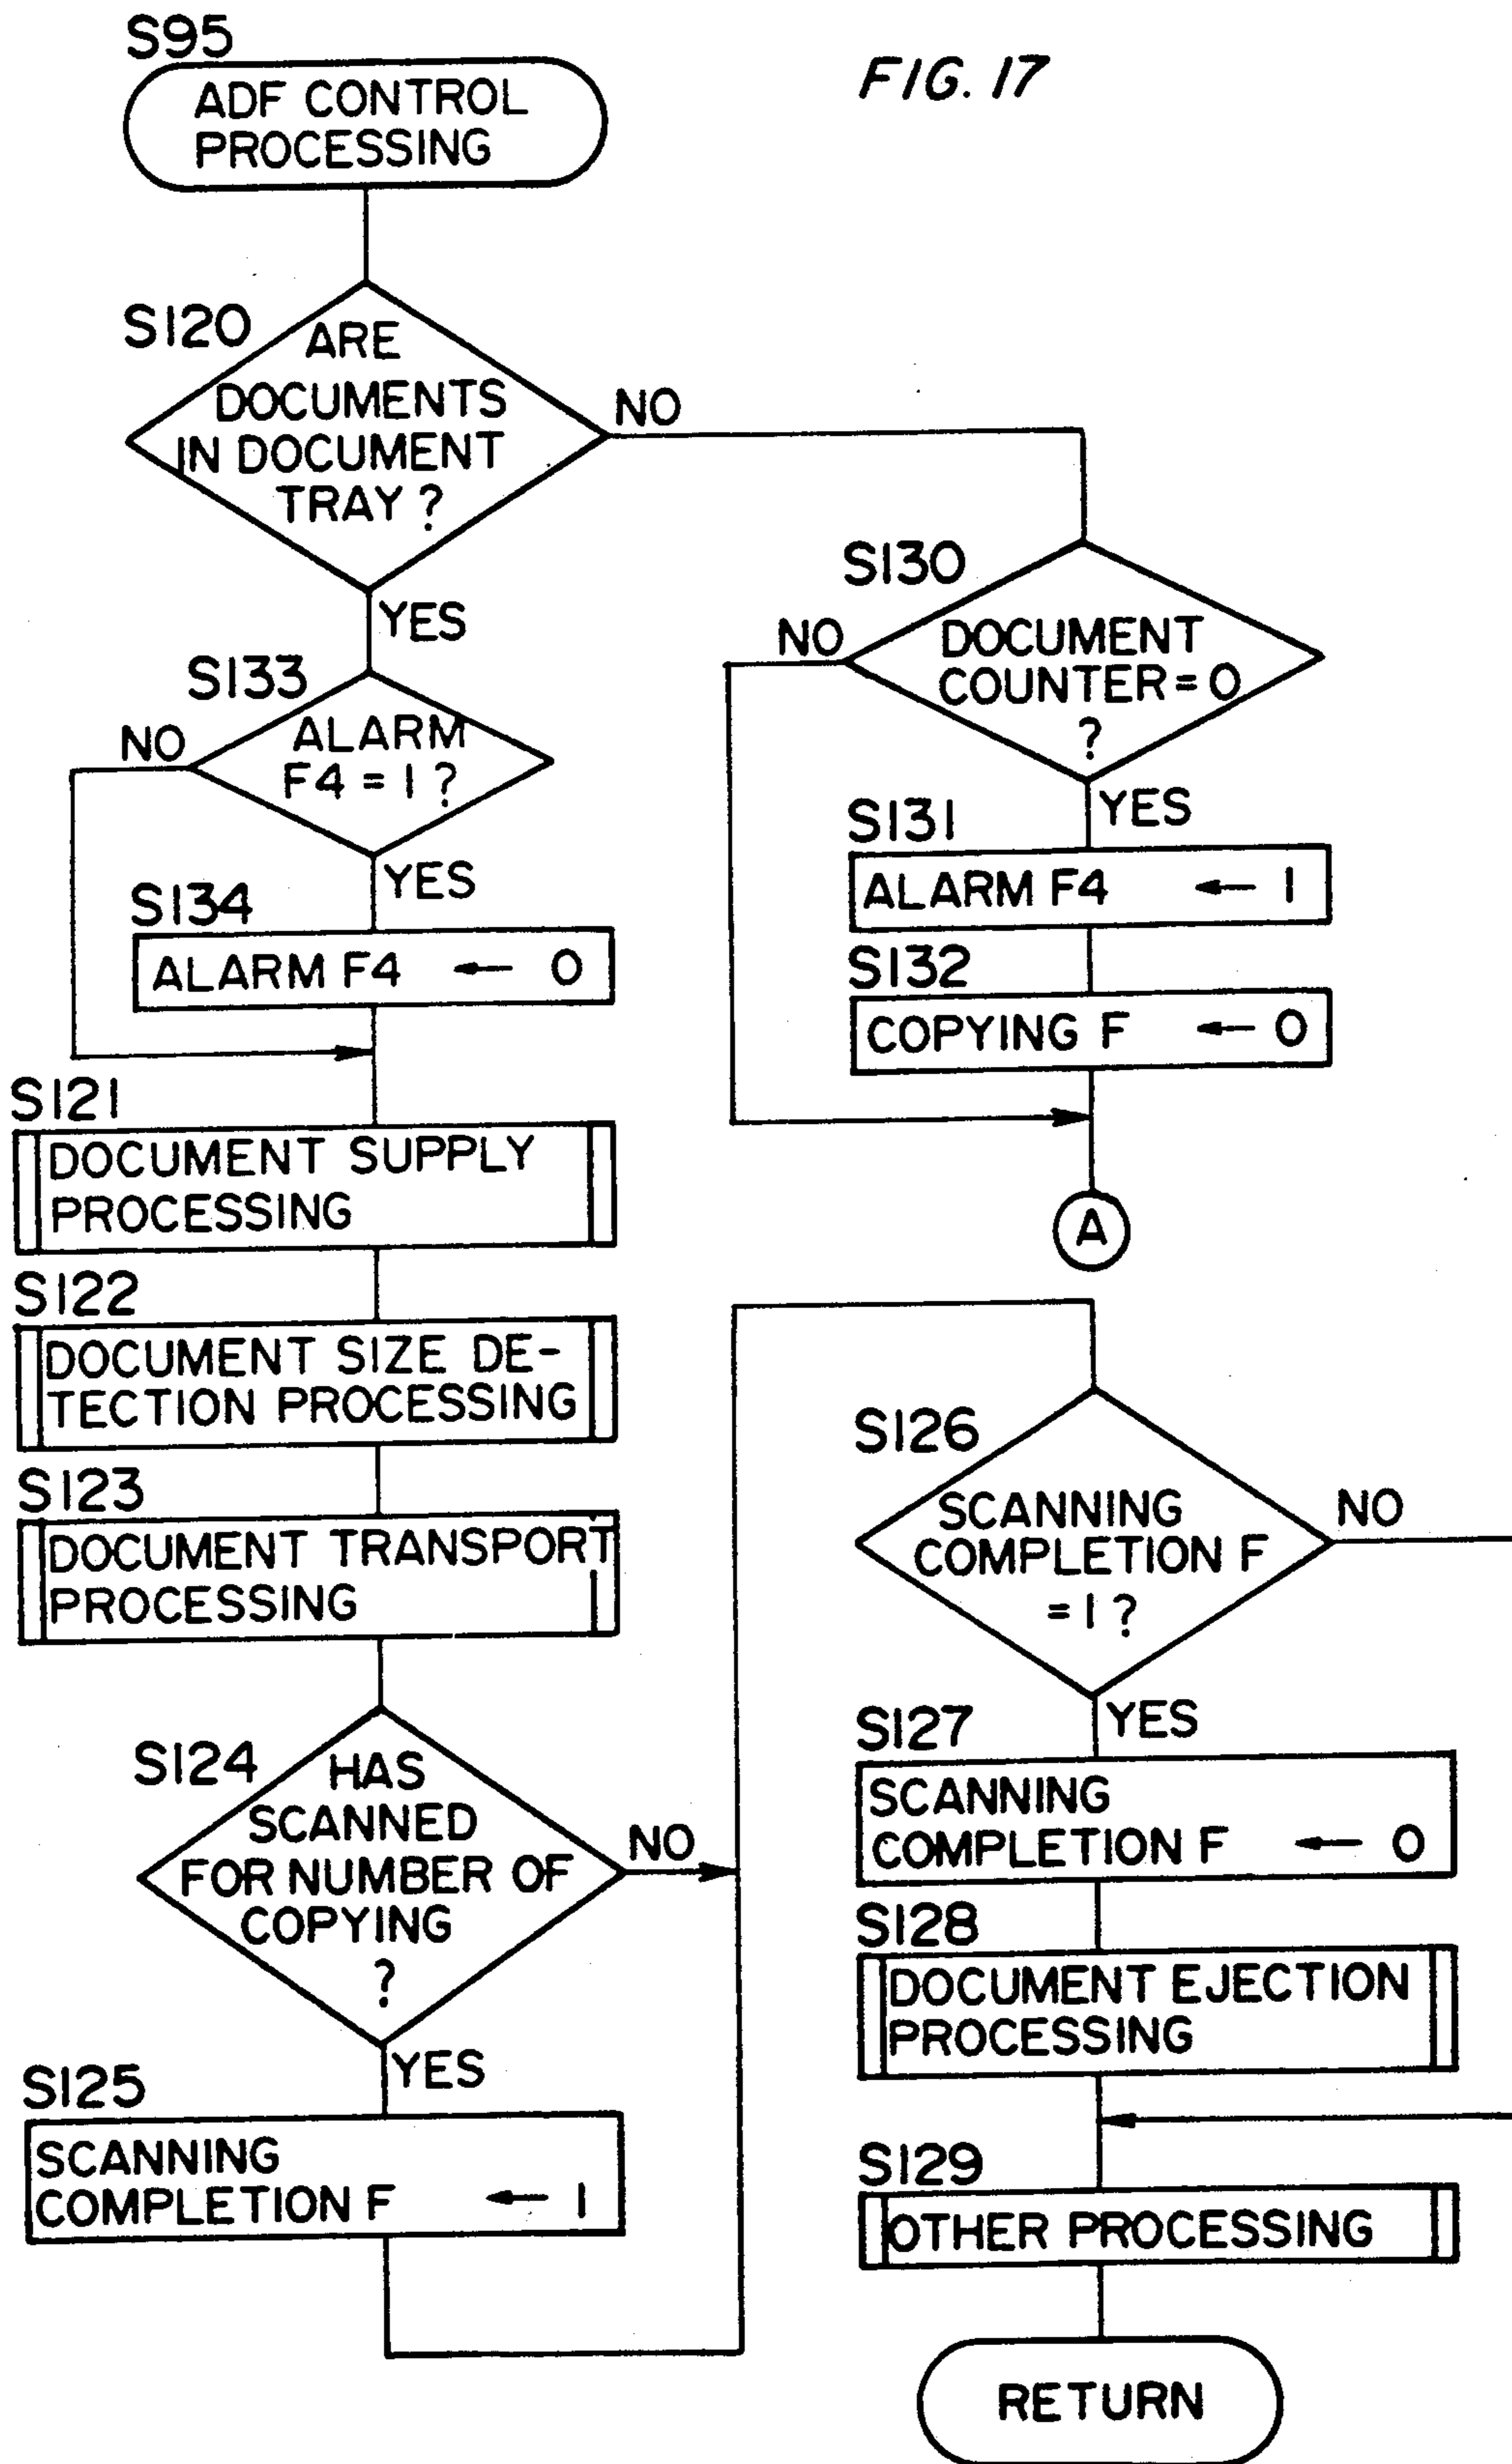 FIG. 17
S95
ADF CONTROL
PROCESSING
S120
ARE
DOCUMENTS
IN DOCUMENT
TRAY ?
NO
YES
S133
ALARM
F4 = 1 ?
NO
YES
S134
ALARM F4 ← 0
S121
DOCUMENT SUPPLY
PROCESSING
S122
DOCUMENT SIZE DE-
TECTION PROCESSING
S123
DOCUMENT TRANSPORT
PROCESSING
S124
HAS
SCANNED
FOR NUMBER OF
COPYING
?
NO
YES
S125
SCANNING
COMPLETION F ← 1
S130
DOCUMENT
COUNTER = 0
?
NO
YES
S131
ALARM F4 ← 1
S132
COPYING F ← 0
A
S126
SCANNING
COMPLETION F
= 1 ?
NO
YES
S127
SCANNING
COMPLETION F ← 0
S128
DOCUMENT EJECTION
PROCESSING
S129
OTHER PROCESSING
RETURN